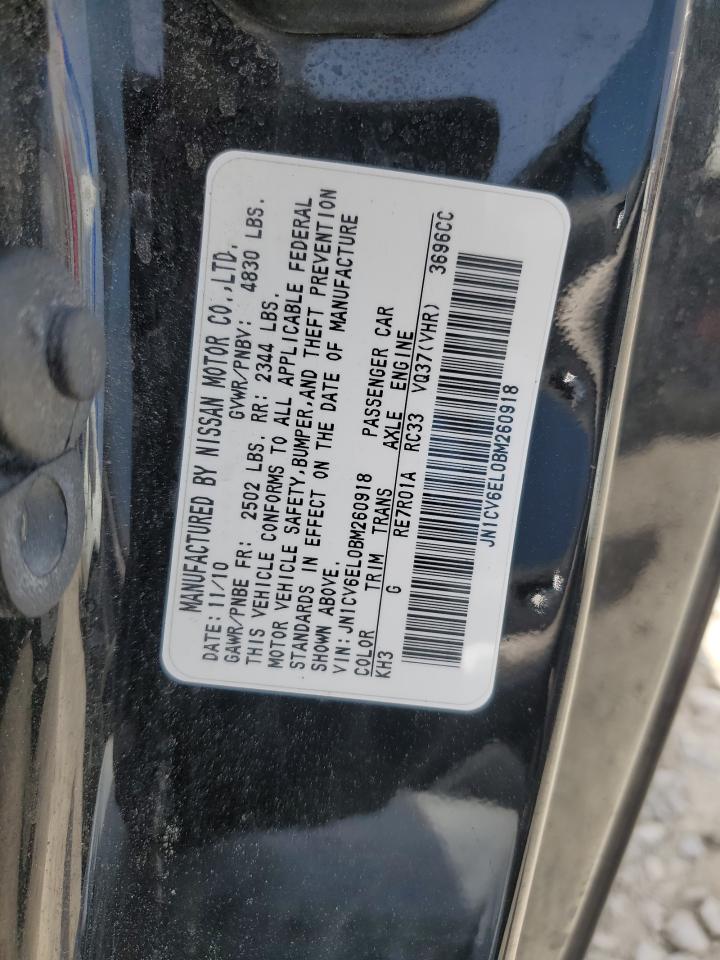 MANUFACTURED BY NISSAN MOTOR CO.,LTD.
DATE: 11/10 GVWR/PNBV: 4830 LBS.
GAWR/PNBE FR: 2502 LBS. RR: 2344 LBS.
THIS VEHICLE CONFORMS TO ALL APPLICABLE FEDERAL
MOTOR VEHICLE SAFETY,BUMPER,AND THEFT PREVENTION
STANDARDS IN EFFECT ON THE DATE OF MANUFACTURE
SHOWN ABOVE.
VIN:JN1CV6EL0BM260918 PASSENGER CAR
COLOR TRIM TRANS AXLE ENGINE
KH3 G RE7R01A RC33 VQ37(VHR) 3696CC
JN1CV6EL0BM260918